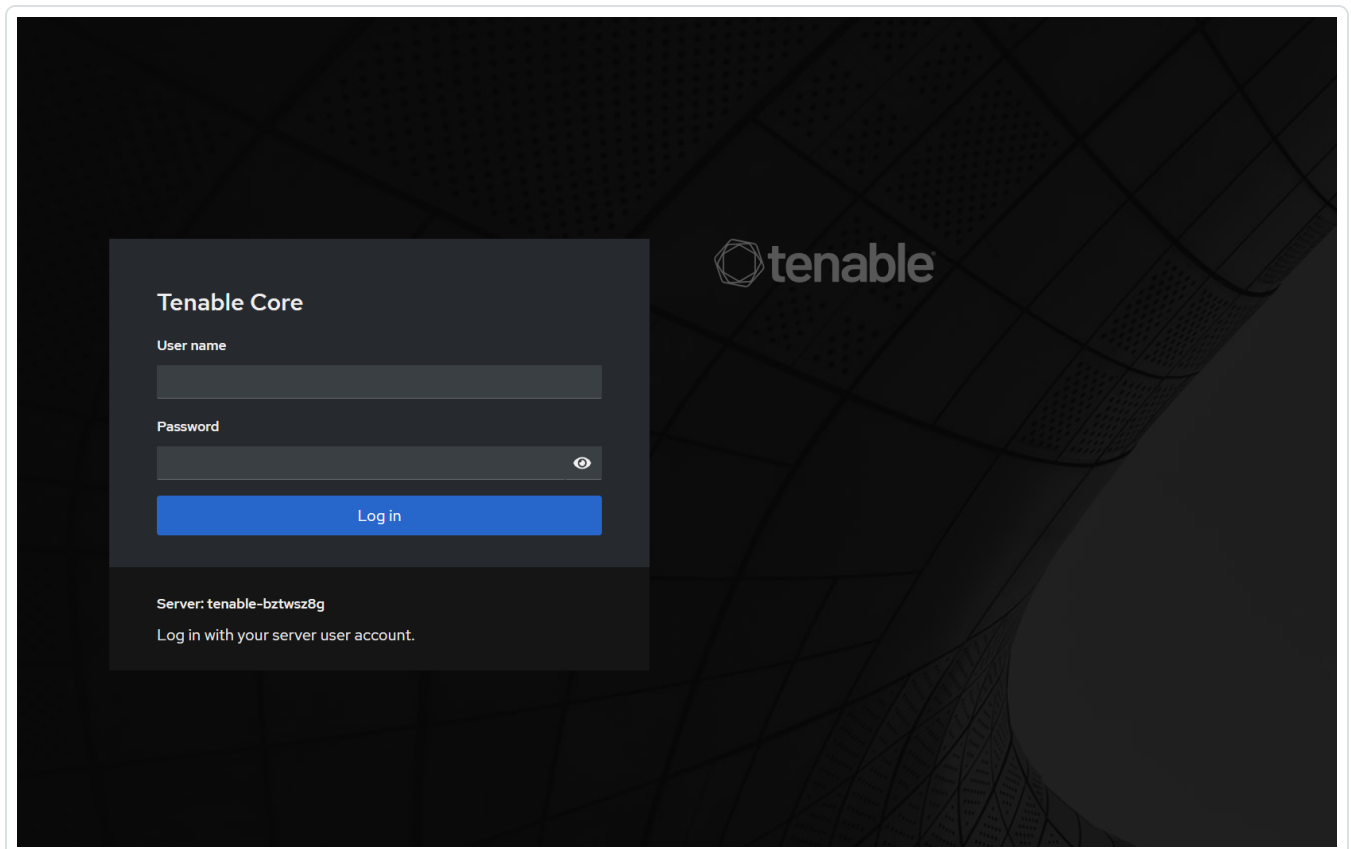 tenable
Tenable Core
User name
Password
Log in
Server: tenable-bztwsz8g
Log in with your server user account.